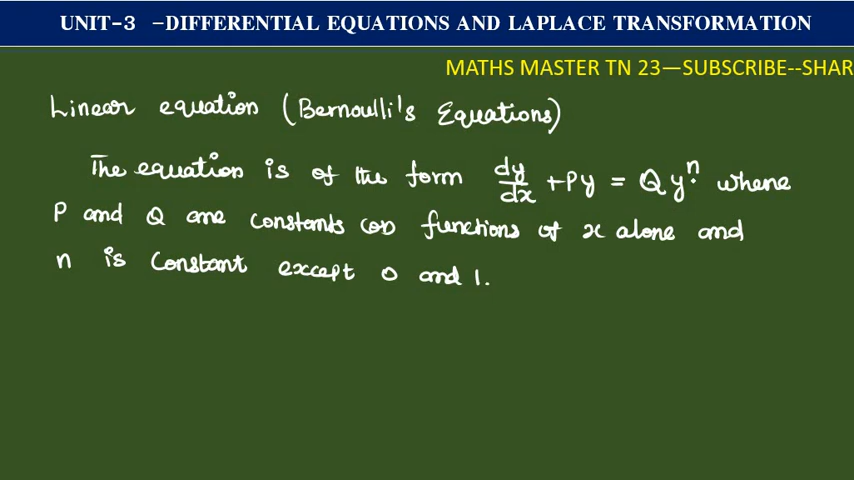 UNIT-3 –DIFFERENTIAL EQUATIONS AND LAPLACE TRANSFORMATION
MATHS MASTER TN 23—SUBSCRIBE--SHAR
Linear equation (Bernoulli's Equations)
The equation is of the form dy/dx + Py = Qyⁿ. where
P and Q are constants (or) functions of x alone and
n is constant except 0 and 1.